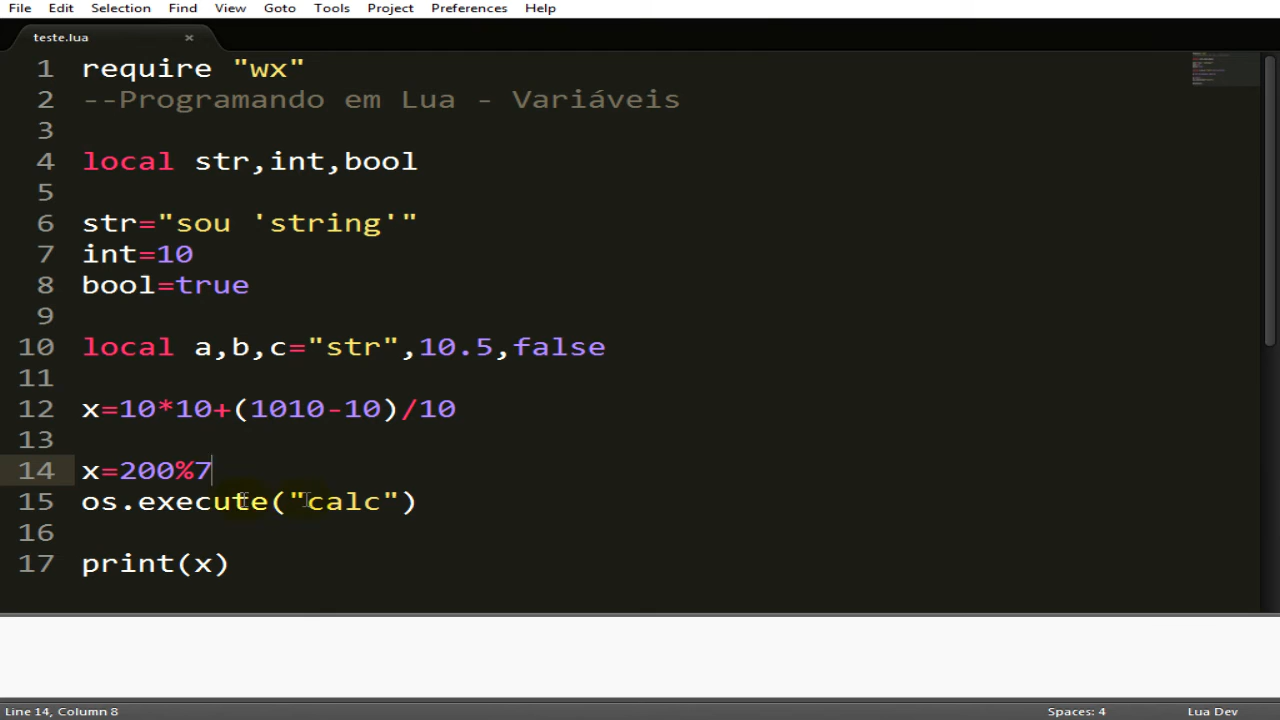 File Edit Selection Find View Goto Tools Project Preferences Help
teste.lua ×
1 require "wx"
2 --Programando em Lua - Variáveis
3
4 local str,int,bool
5
6 str="sou 'string'"
7 int=10
8 bool=true
9
10 local a,b,c="str",10.5,false
11
12 x=10*10+(1010-10)/10
13
14 x=200%7
15 os.execute("calc")
16
17 print(x)
Line 14, Column 8 Spaces: 4 Lua Dev